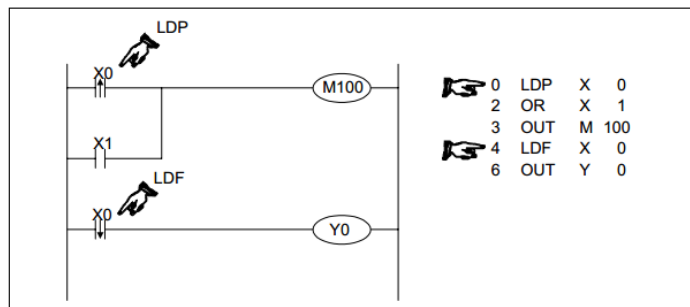 LDP
X0
M100
X1
LDF
X0
Y0
0 LDP X 0
2 OR X 1
3 OUT M 100
4 LDF X 0
6 OUT Y 0